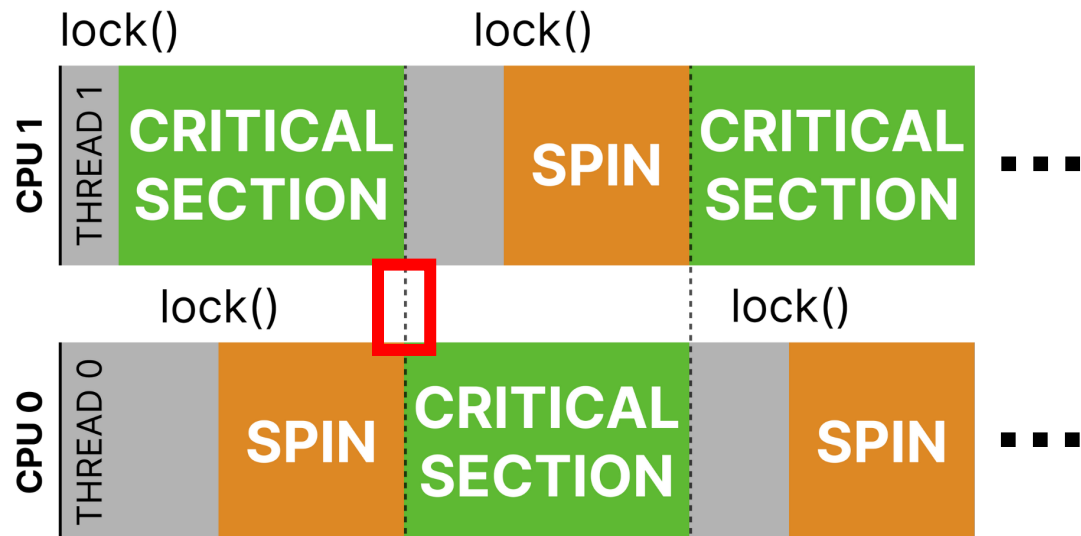 lock()
lock()
CPU 1
THREAD 1
CRITICAL
SECTION
SPIN
CRITICAL
SECTION
lock()
lock()
CPU 0
THREAD 0
SPIN
CRITICAL
SECTION
SPIN